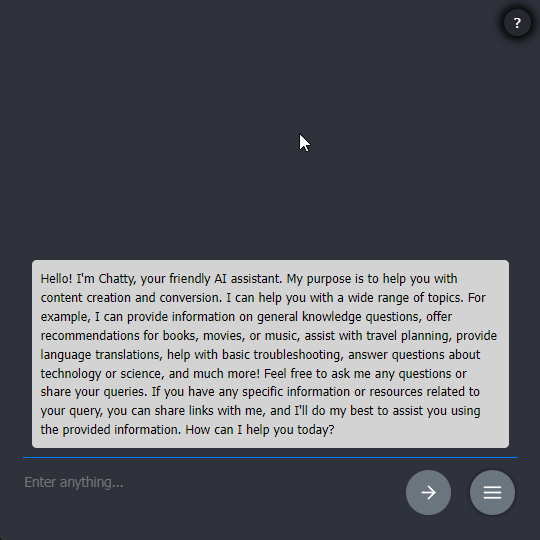 ?
Hello! I'm Chatty, your friendly AI assistant. My purpose is to help you with
content creation and conversion. I can help you with a wide range of topics. For
example, I can provide information on general knowledge questions, offer
recommendations for books, movies, or music, assist with travel planning, provide
language translations, help with basic troubleshooting, answer questions about
technology or science, and much more! Feel free to ask me any questions or
share your queries. If you have any specific information or resources related to
your query, you can share links with me, and I'll do my best to assist you using
the provided information. How can I help you today?
Enter anything...